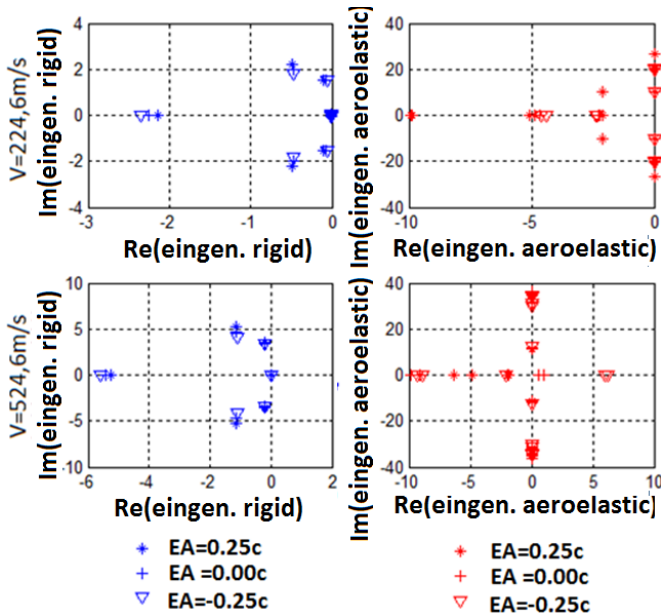 V=224,6m/s
Im(eingen. rigid)
4
2
0
-2
-4
-3
-2
-1
0
Re(eingen. rigid)
Im(eingen. aeroelastic)
40
20
0
-20
-40
-10
-5
0
Re(eingen. aeroelastic)
V=524,6m/s
Im(eingen. rigid)
10
5
0
-5
-10
-6
-4
-2
0
2
Re(eingen. rigid)
Im(eingen. aeroelastic)
40
20
0
-20
-40
-10
-5
0
5
10
Re(eingen. aeroelastic)
EA=0.25c
EA =0.00c
EA=-0.25c
EA=0.25c
EA=0.00c
EA=-0.25c